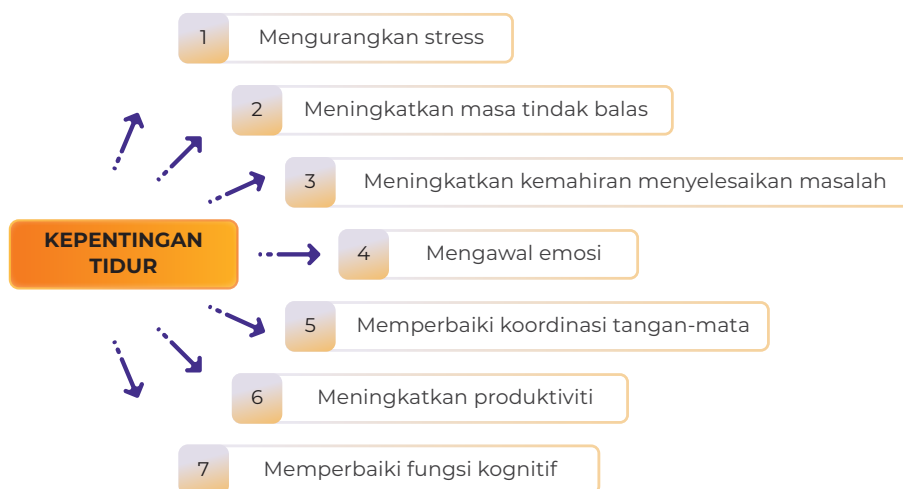 1 Mengurangkan stress
2 Meningkatkan masa tindak balas
3 Meningkatkan kemahiran menyelesaikan masalah
KEPENTINGAN
TIDUR
4 Mengawal emosi
5 Memperbaiki koordinasi tangan-mata
6 Meningkatkan produktiviti
7 Memperbaiki fungsi kognitif